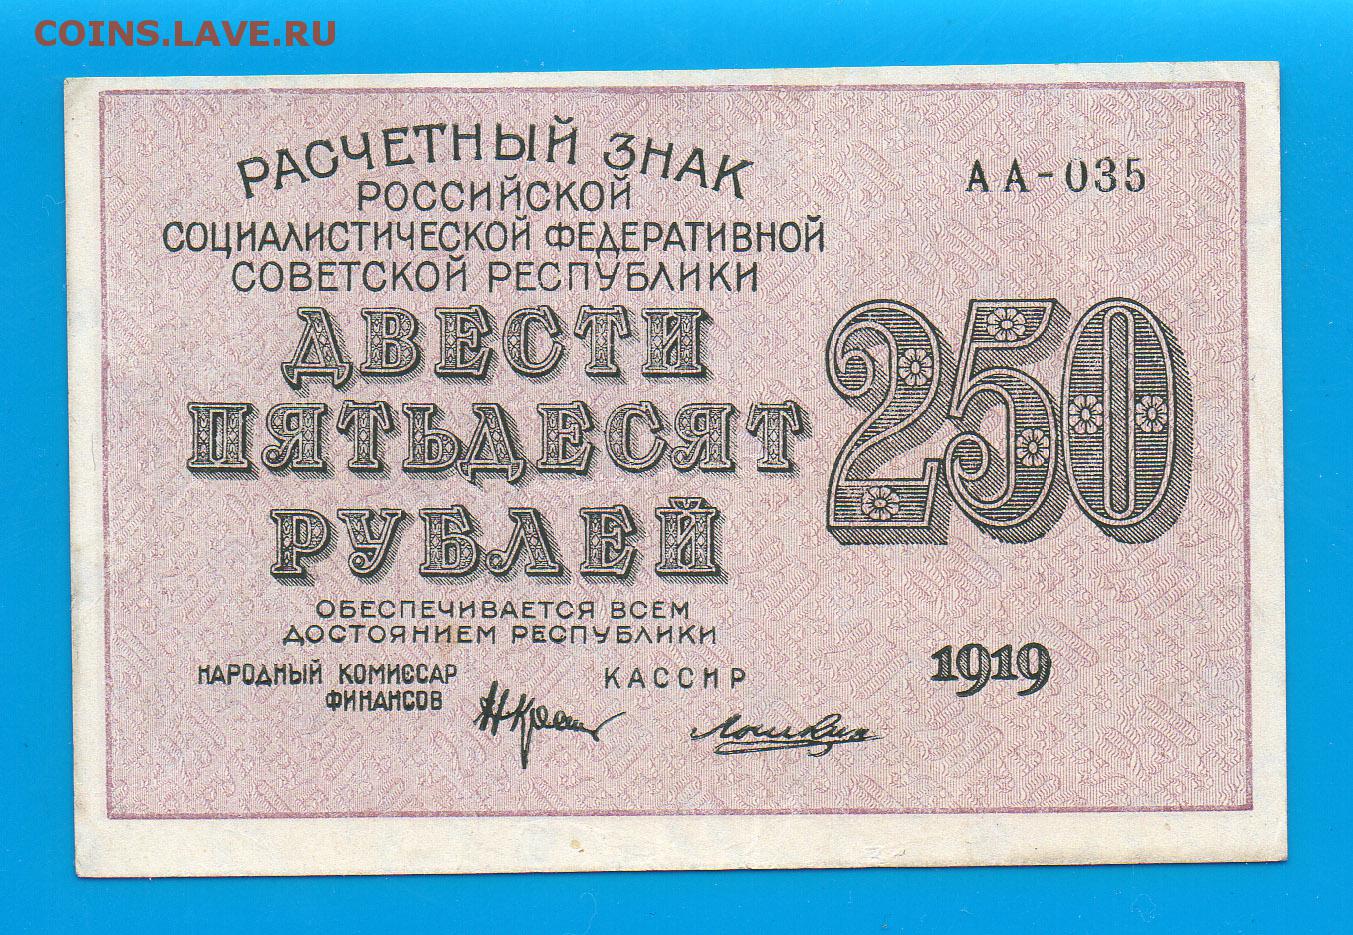 COINS.LAVE.RU
РАСЧЕТНЫЙ ЗНАК
РОССИЙСКОЙ
СОЦИАЛИСТИЧЕСКОЙ ФЕДЕРАТИВНОЙ
СОВЕТСКОЙ РЕСПУБЛИКИ
АА-035
ДВЕСТИ
ПЯТЬДЕСЯТ
РУБЛЕЙ
250
ОБЕСПЕЧИВАЕТСЯ ВСЕМ
ДОСТОЯНИЕМ РЕСПУБЛИКИ
НАРОДНЫЙ КОМИССАР
ФИНАНСОВ
КАССИР
1919